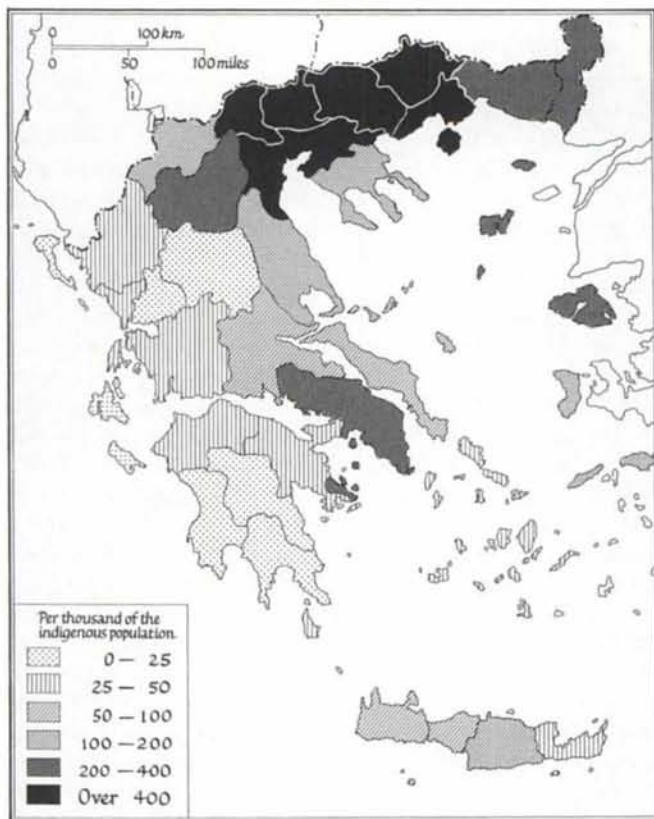 0 100 km
0 100 miles
Per thousand of the
indigenous population.
0 — 25
25 — 50
50 — 100
100 — 200
200 — 400
Over 400